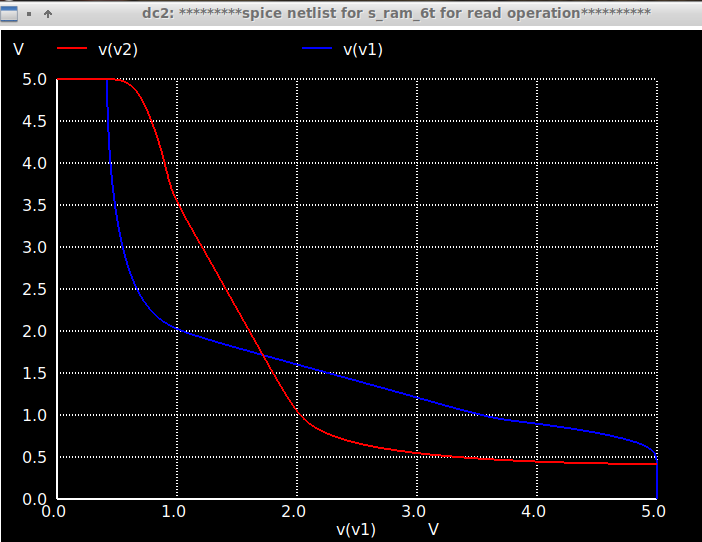 dc2: *********spice netlist for s_ram_6t for read operation**********
V v(v2) v(v1)
5.0
4.5
4.0
3.5
3.0
2.5
2.0
1.5
1.0
0.5
0.0
0.0 1.0 2.0 3.0 4.0 5.0
v(v1) V